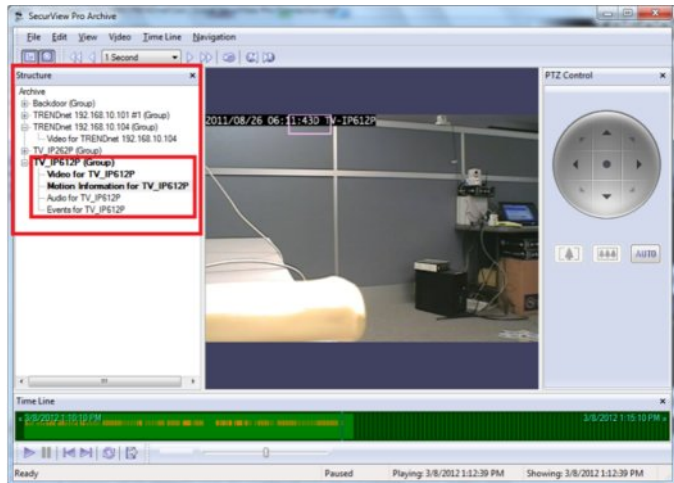 SecurView Pro Archive
File Edit View Video Time Line Navigation
1 Second
Structure
PTZ Control
Archive
Backdoor (Group)
TRENDnet 192.168.10.101 #1 (Group)
TRENDnet 192.168.10.104 (Group)
Video for TRENDnet 192.168.10.104
TV_IP262P (Group)
TV_IP612P (Group)
Video for TV_IP612P
Motion Information for TV_IP612P
Audio for TV_IP612P
Events for TV_IP612P
2011/08/26 06:11:43D TV-IP612P
AUTO
Time Line
3/8/2012 1:10:10 PM
3/8/2012 1:15:10 PM
Ready
Paused
Playing: 3/8/2012 1:12:39 PM
Showing: 3/8/2012 1:12:39 PM